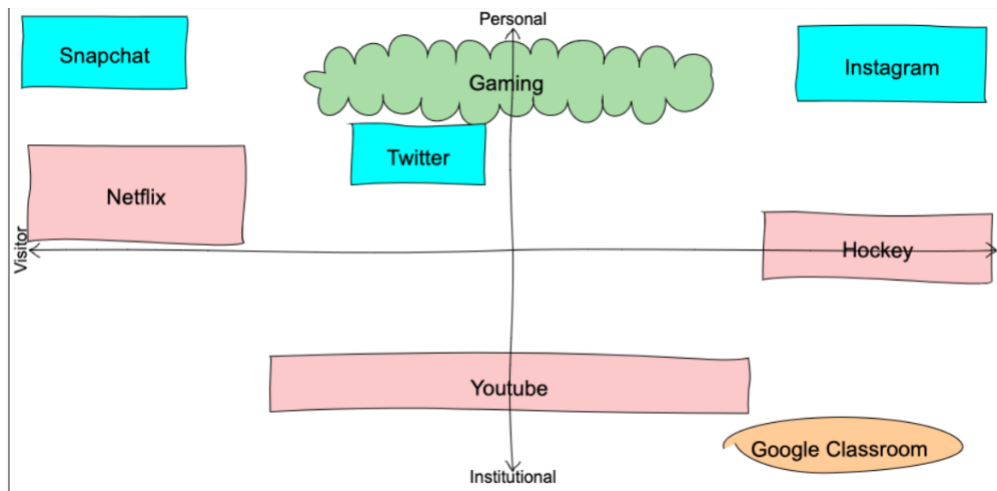 Personal
Snapchat
Gaming
Instagram
Twitter
Netflix
Visitor
Hockey
Youtube
Google Classroom
Institutional